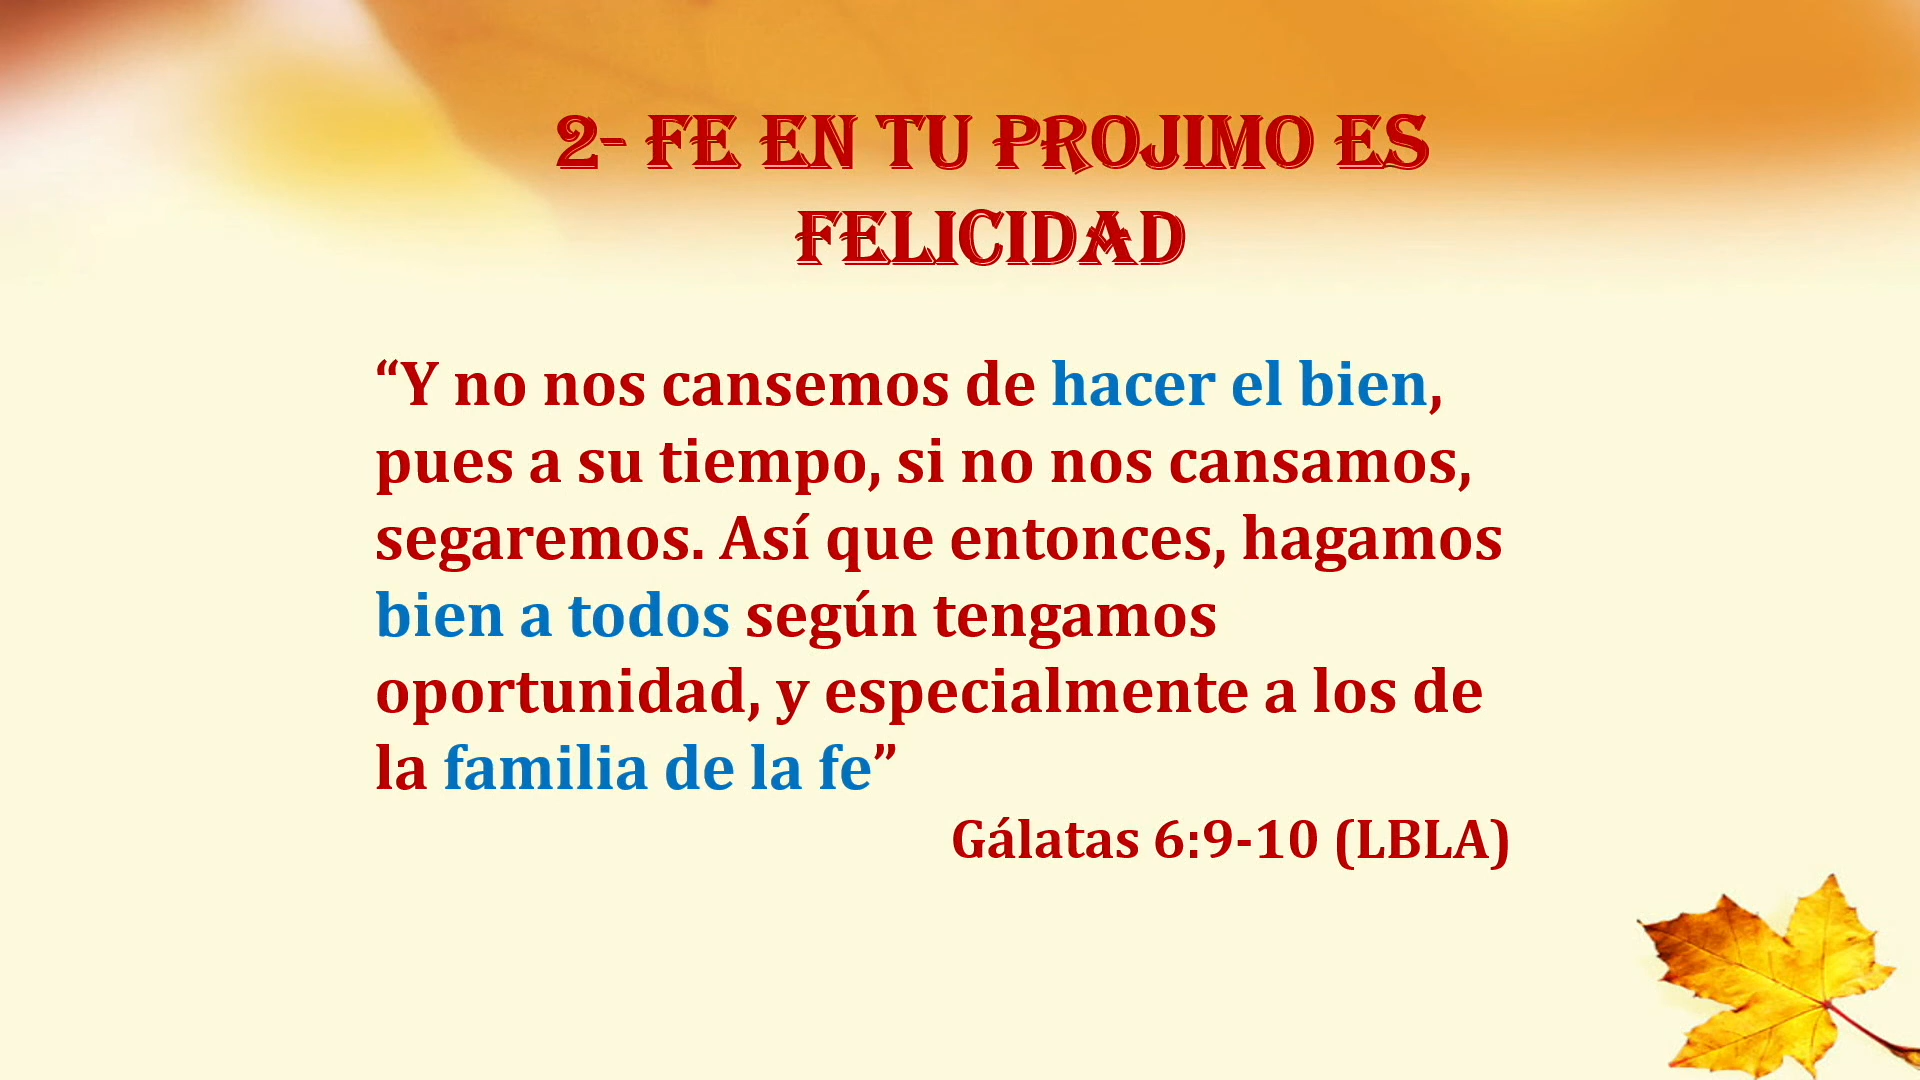 2- FE EN TU PROJIMO ES
FELICIDAD
“Y no nos cansemos de hacer el bien,
pues a su tiempo, si no nos cansamos,
segaremos. Así que entonces, hagamos
bien a todos según tengamos
oportunidad, y especialmente a los de
la familia de la fe”
Gálatas 6:9-10 (LBLA)